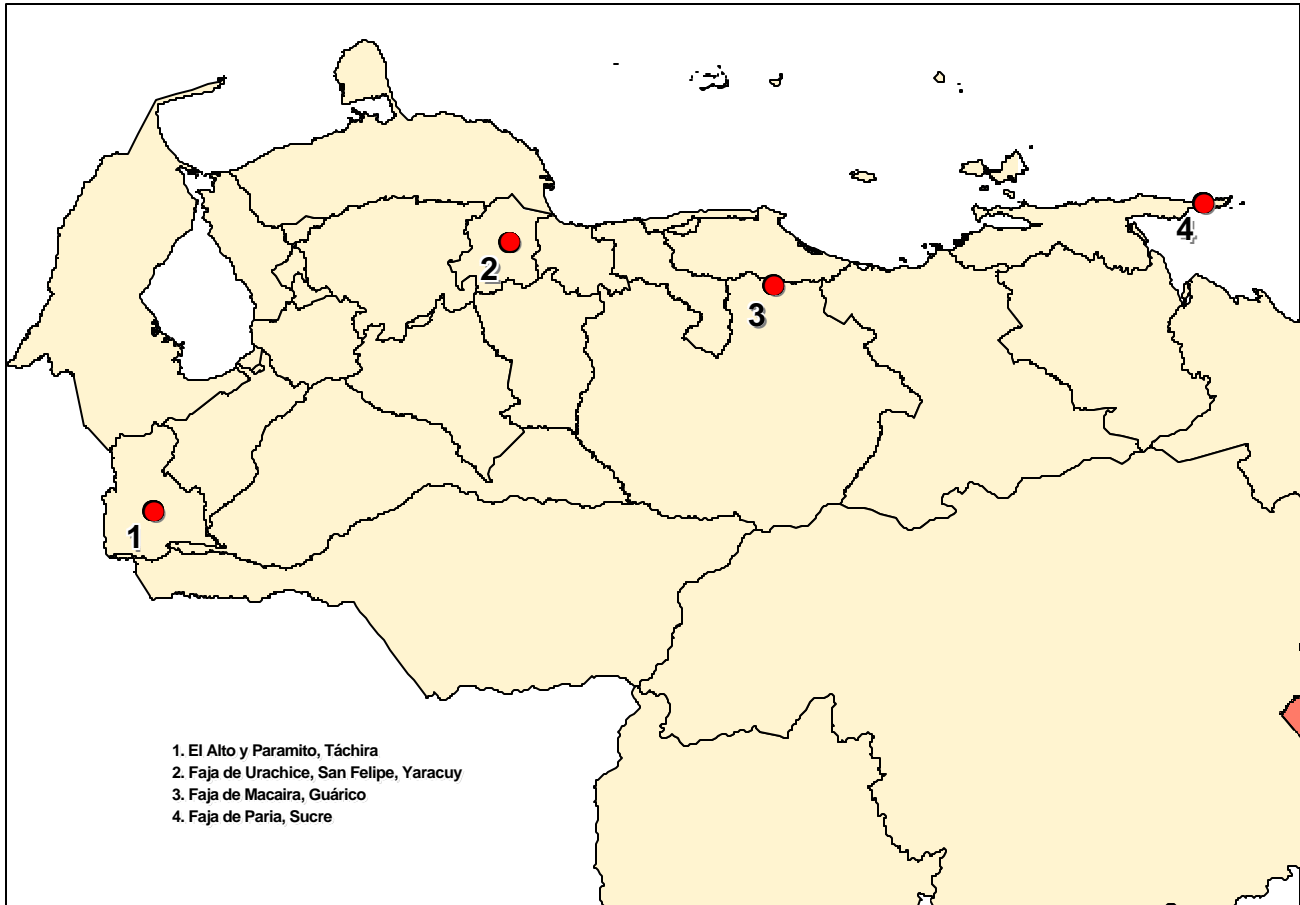 4
2
3
1
1. El Alto y Paramito, Táchira
2. Faja de Urachice, San Felipe, Yaracuy
3. Faja de Macaira, Guárico
4. Faja de Paria, Sucre